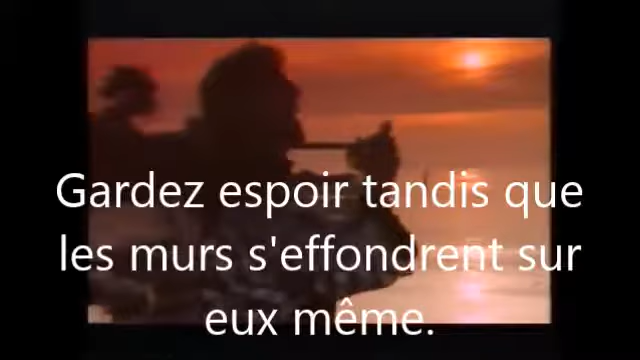 Gardez espoir tandis que
les murs s'effondrent sur
eux même.